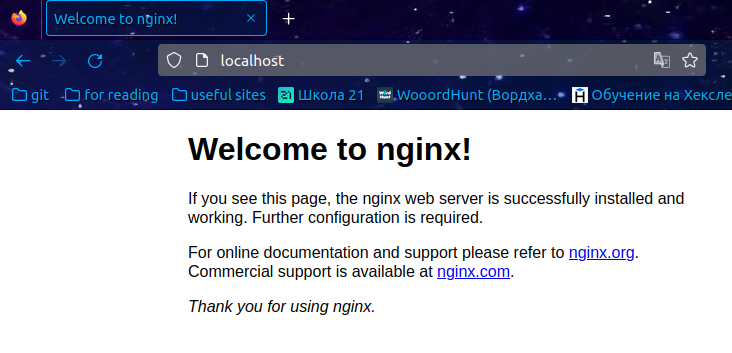 Welcome to nginx!
localhost
git for reading useful sites 21 Школа 21 WooordHunt (Вордха… H Обучение на Хексле
Welcome to nginx!
If you see this page, the nginx web server is successfully installed and
working. Further configuration is required.
For online documentation and support please refer to nginx.org.
Commercial support is available at nginx.com.
Thank you for using nginx.